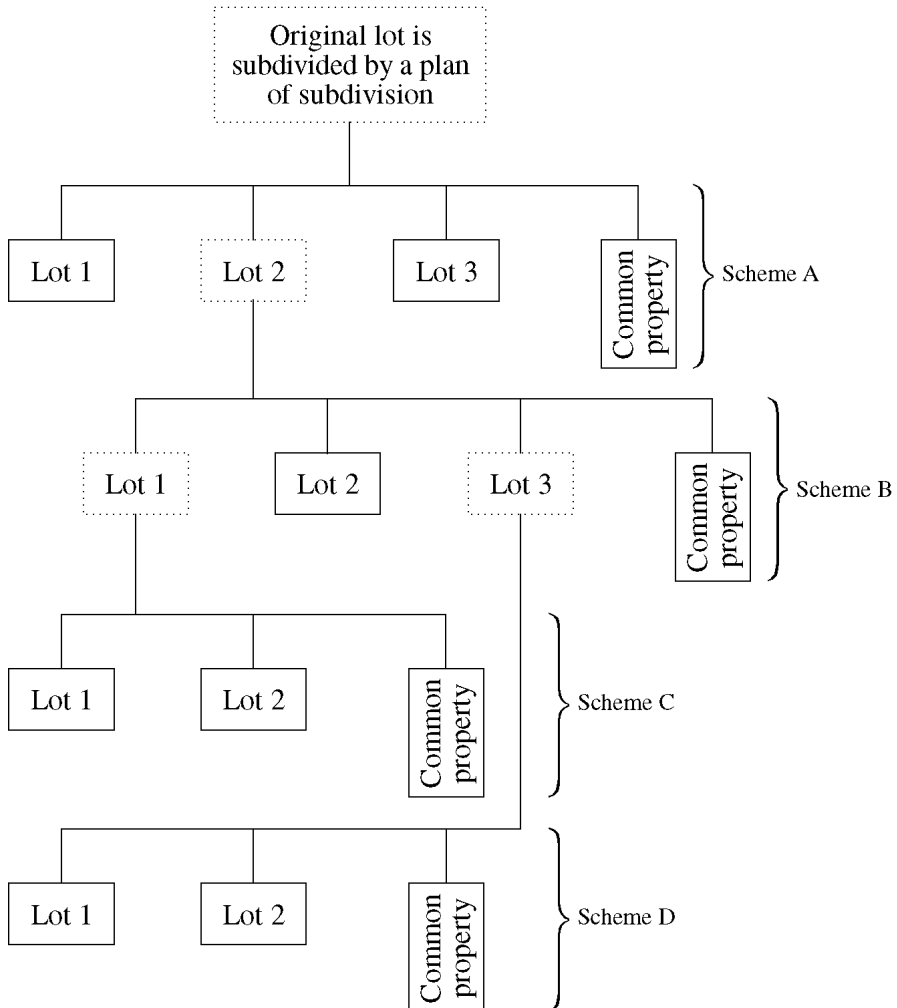 Original lot is
subdivided by a plan
of subdivision
Lot 1
Lot 2
Lot 3
Common
property
Scheme A
Lot 1
Lot 2
Lot 3
Common
property
Scheme B
Lot 1
Lot 2
Common
property
Scheme C
Lot 1
Lot 2
Common
property
Scheme D